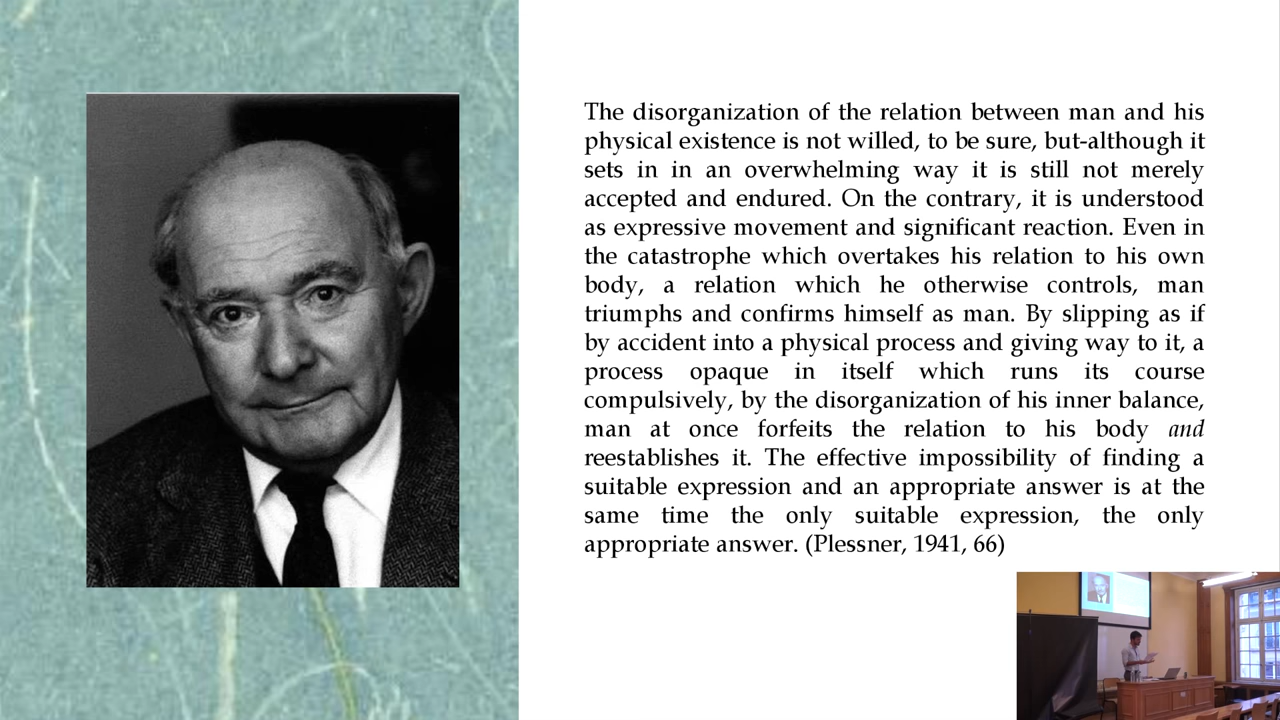 The disorganization of the relation between man and his
physical existence is not willed, to be sure, but-although it
sets in in an overwhelming way it is still not merely
accepted and endured. On the contrary, it is understood
as expressive movement and significant reaction. Even in
the catastrophe which overtakes his relation to his own
body, a relation which he otherwise controls, man
triumphs and confirms himself as man. By slipping as if
by accident into a physical process and giving way to it, a
process opaque in itself which runs its course
compulsively, by the disorganization of his inner balance,
man at once forfeits the relation to his body and
reestablishes it. The effective impossibility of finding a
suitable expression and an appropriate answer is at the
same time the only suitable expression, the only
appropriate answer. (Plessner, 1941, 66)